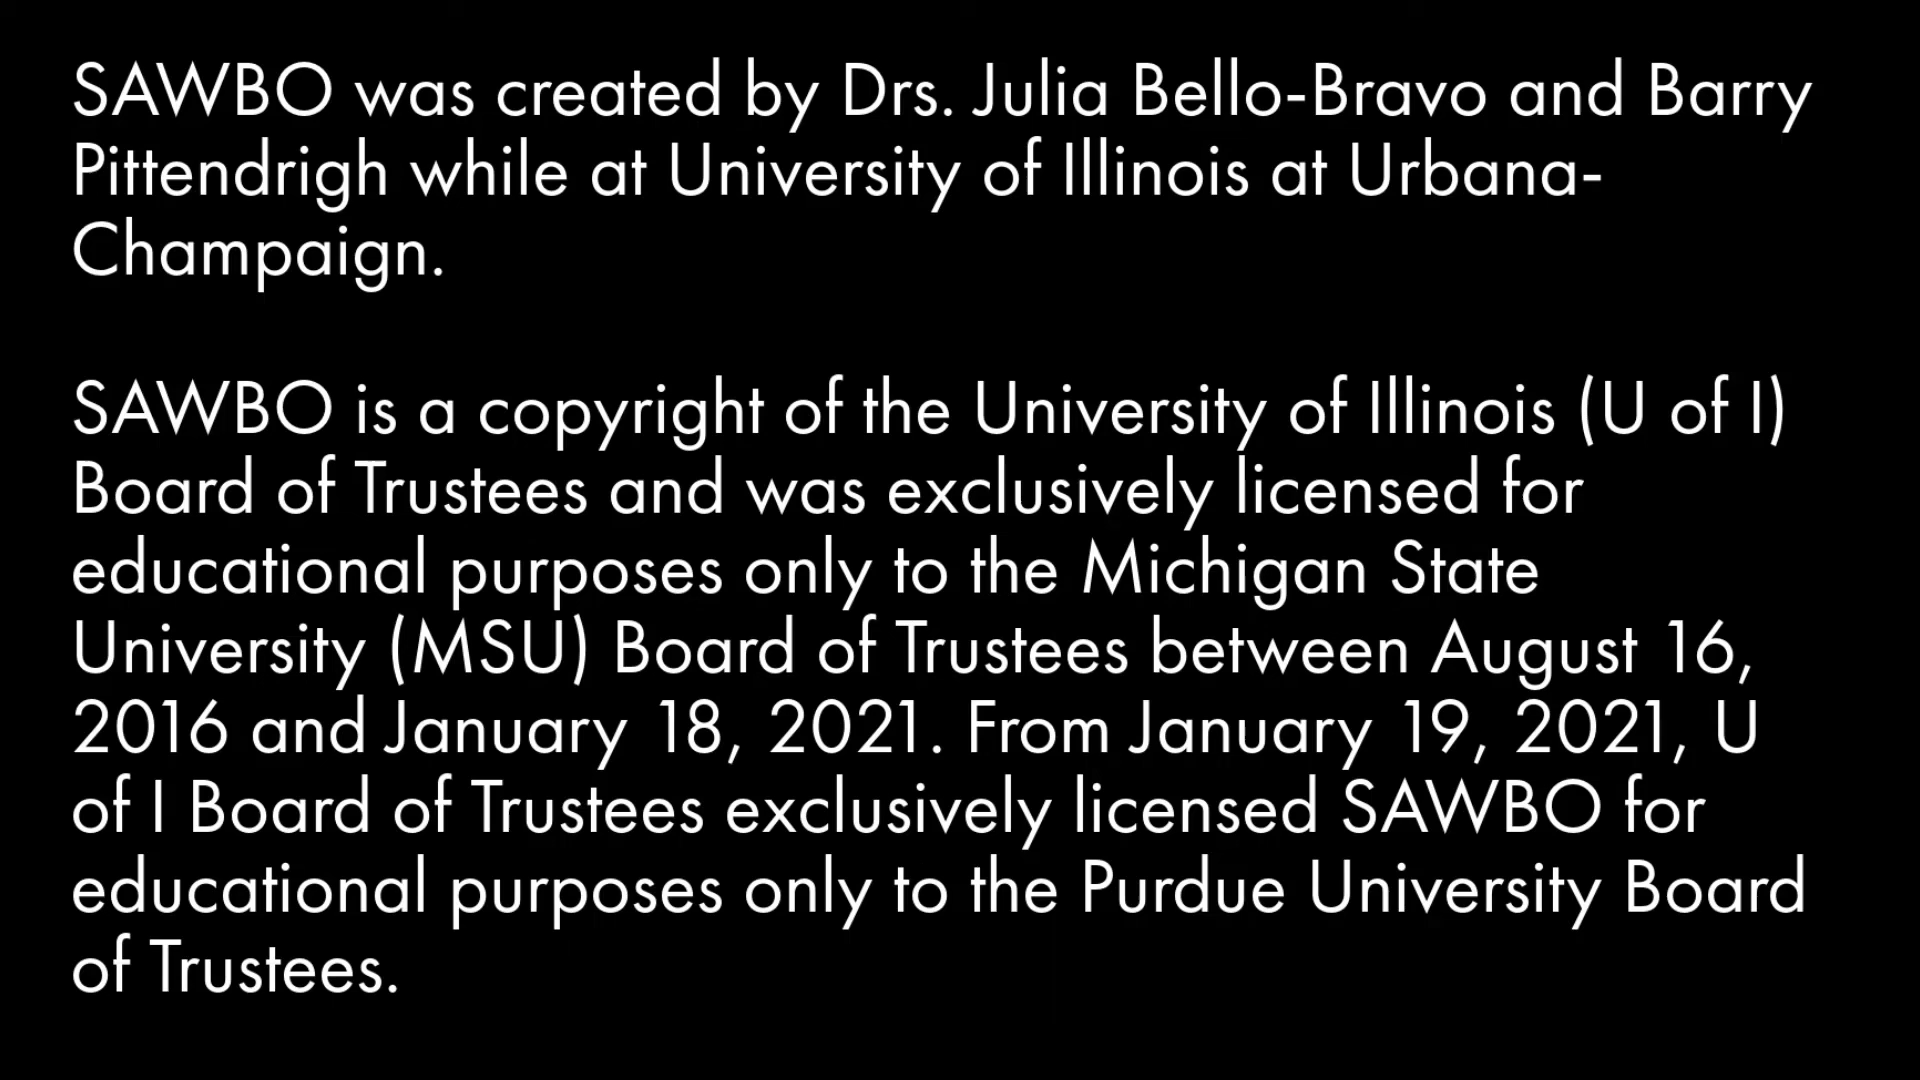 SAWBO was created by Drs. Julia Bello-Bravo and Barry
Pittendrigh while at University of Illinois at Urbana-
Champaign.
SAWBO is a copyright of the University of Illinois (U of I)
Board of Trustees and was exclusively licensed for
educational purposes only to the Michigan State
University (MSU) Board of Trustees between August 16,
2016 and January 18, 2021. From January 19, 2021, U
of I Board of Trustees exclusively licensed SAWBO for
educational purposes only to the Purdue University Board
of Trustees.